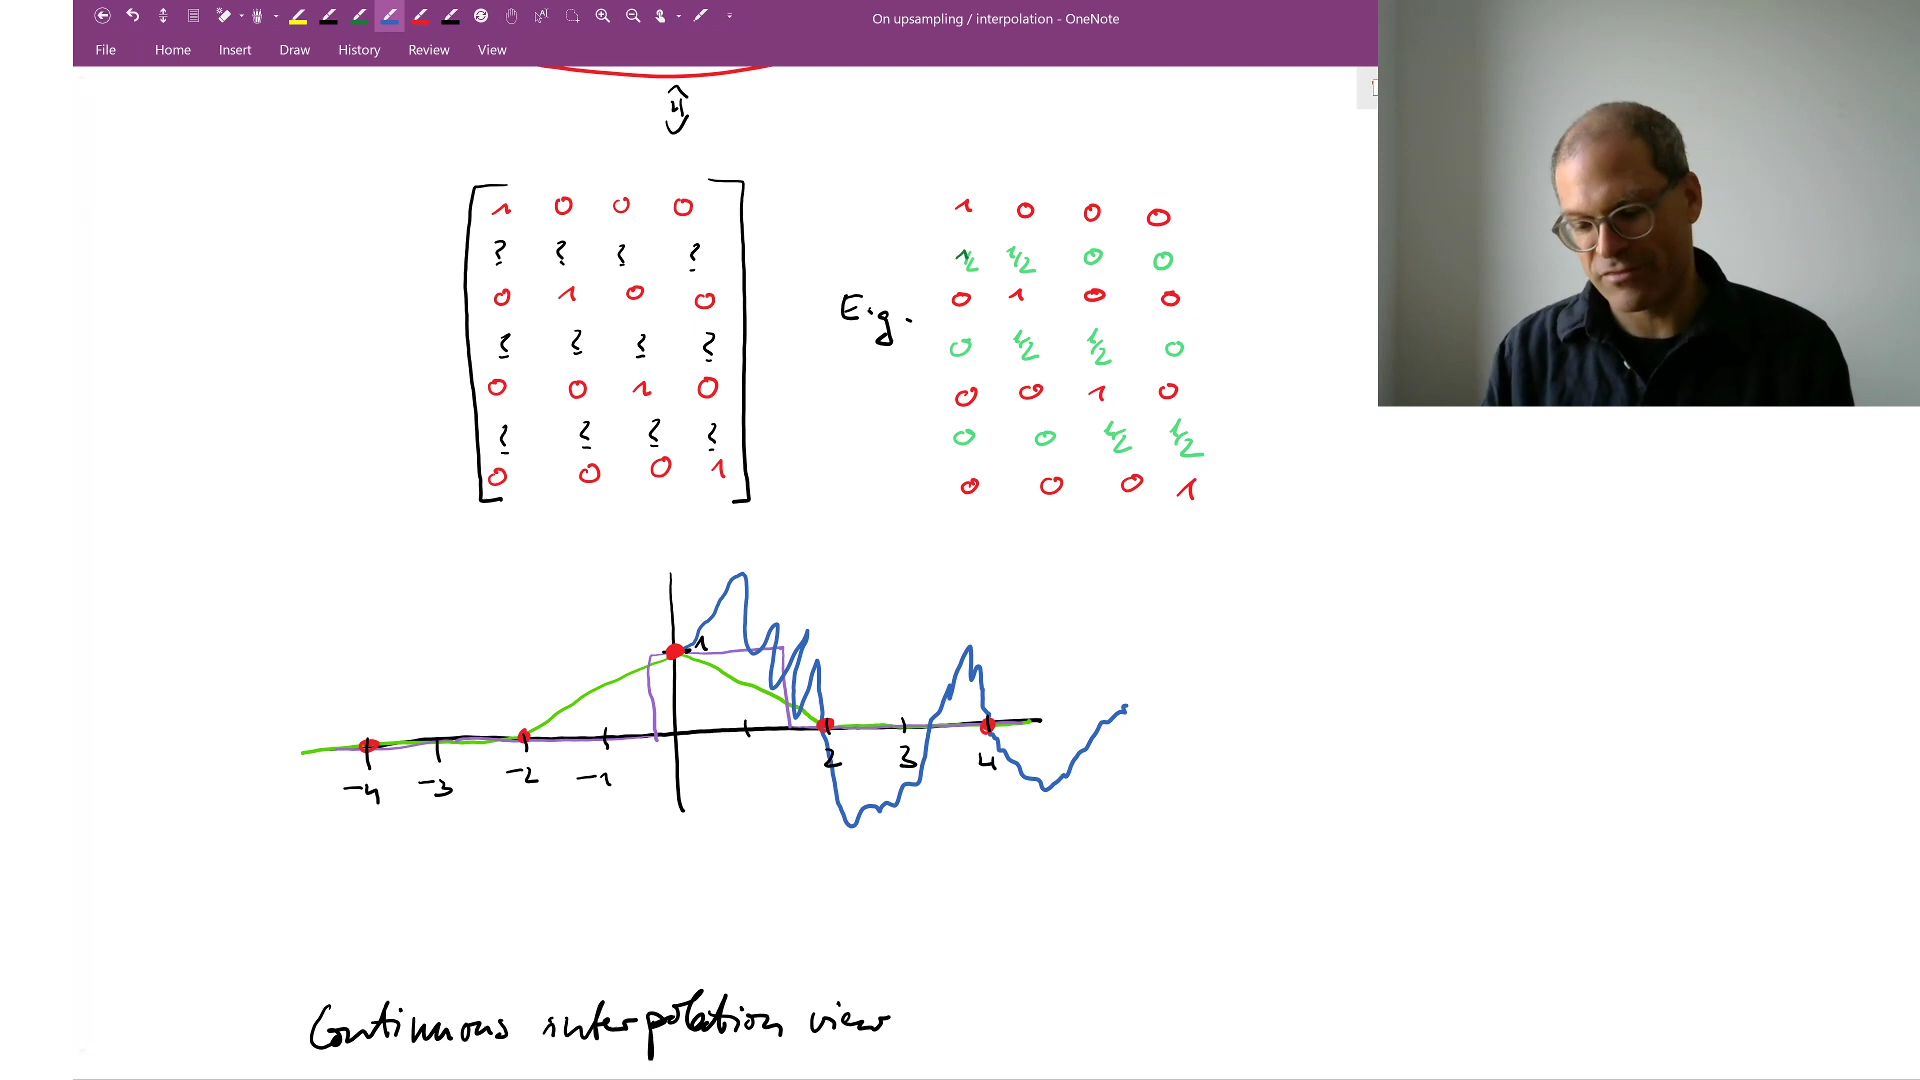 On upsampling / interpolation - OneNote
File Home Insert Draw History Review View
4
1 0 0 0
? ? ? ?
0 1 0 0
? ? ? ?
0 0 1 0
? ? ? ?
0 0 0 1
E.g.
1 0 0 0
1/2 1/2 0 0
0 1 0 0
0 1/2 1/2 0
0 0 1 0
0 0 1/2 1/2
0 0 0 1
1
-4 -3 -2 -1 2 3 4
Continuous interpolation view